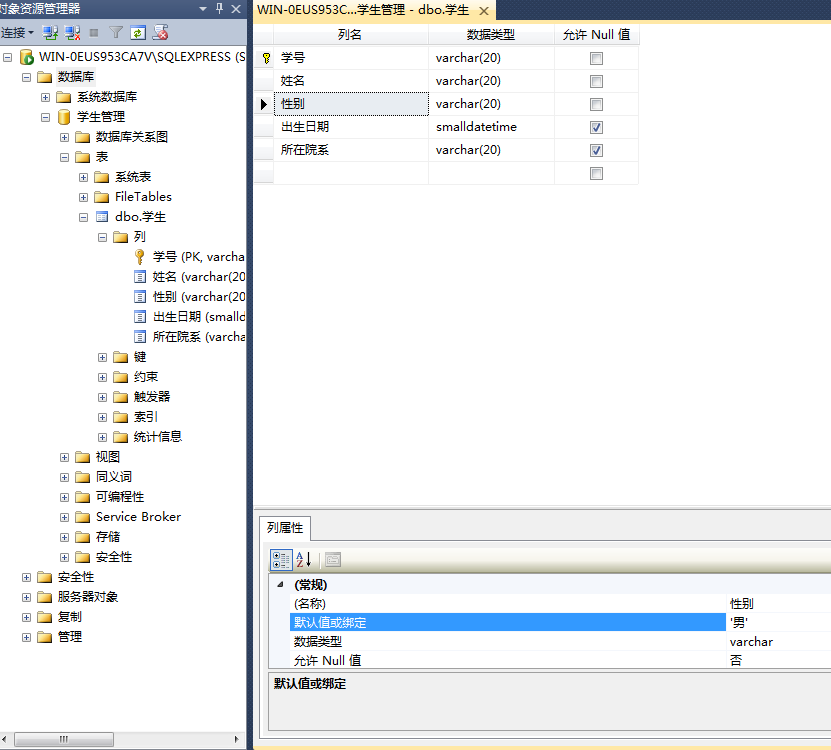 对象资源管理器
连接
WIN-0EUS953CA7V\SQLEXPRESS (S
数据库
系统数据库
学生管理
数据库关系图
表
系统表
FileTables
dbo.学生
列
学号 (PK, varcha
姓名 (varchar(20
性别 (varchar(20
出生日期 (smalld
所在院系 (varcha
键
约束
触发器
索引
统计信息
视图
同义词
可编程性
Service Broker
存储
安全性
安全性
服务器对象
复制
管理
WIN-0EUS953C...学生管理 - dbo.学生
列名 数据类型 允许 Null 值
学号 varchar(20)
姓名 varchar(20)
性别 varchar(20)
出生日期 smalldatetime
所在院系 varchar(20)
列属性
(常规)
(名称) 性别
默认值或绑定 '男'
数据类型 varchar
允许 Null 值 否
默认值或绑定